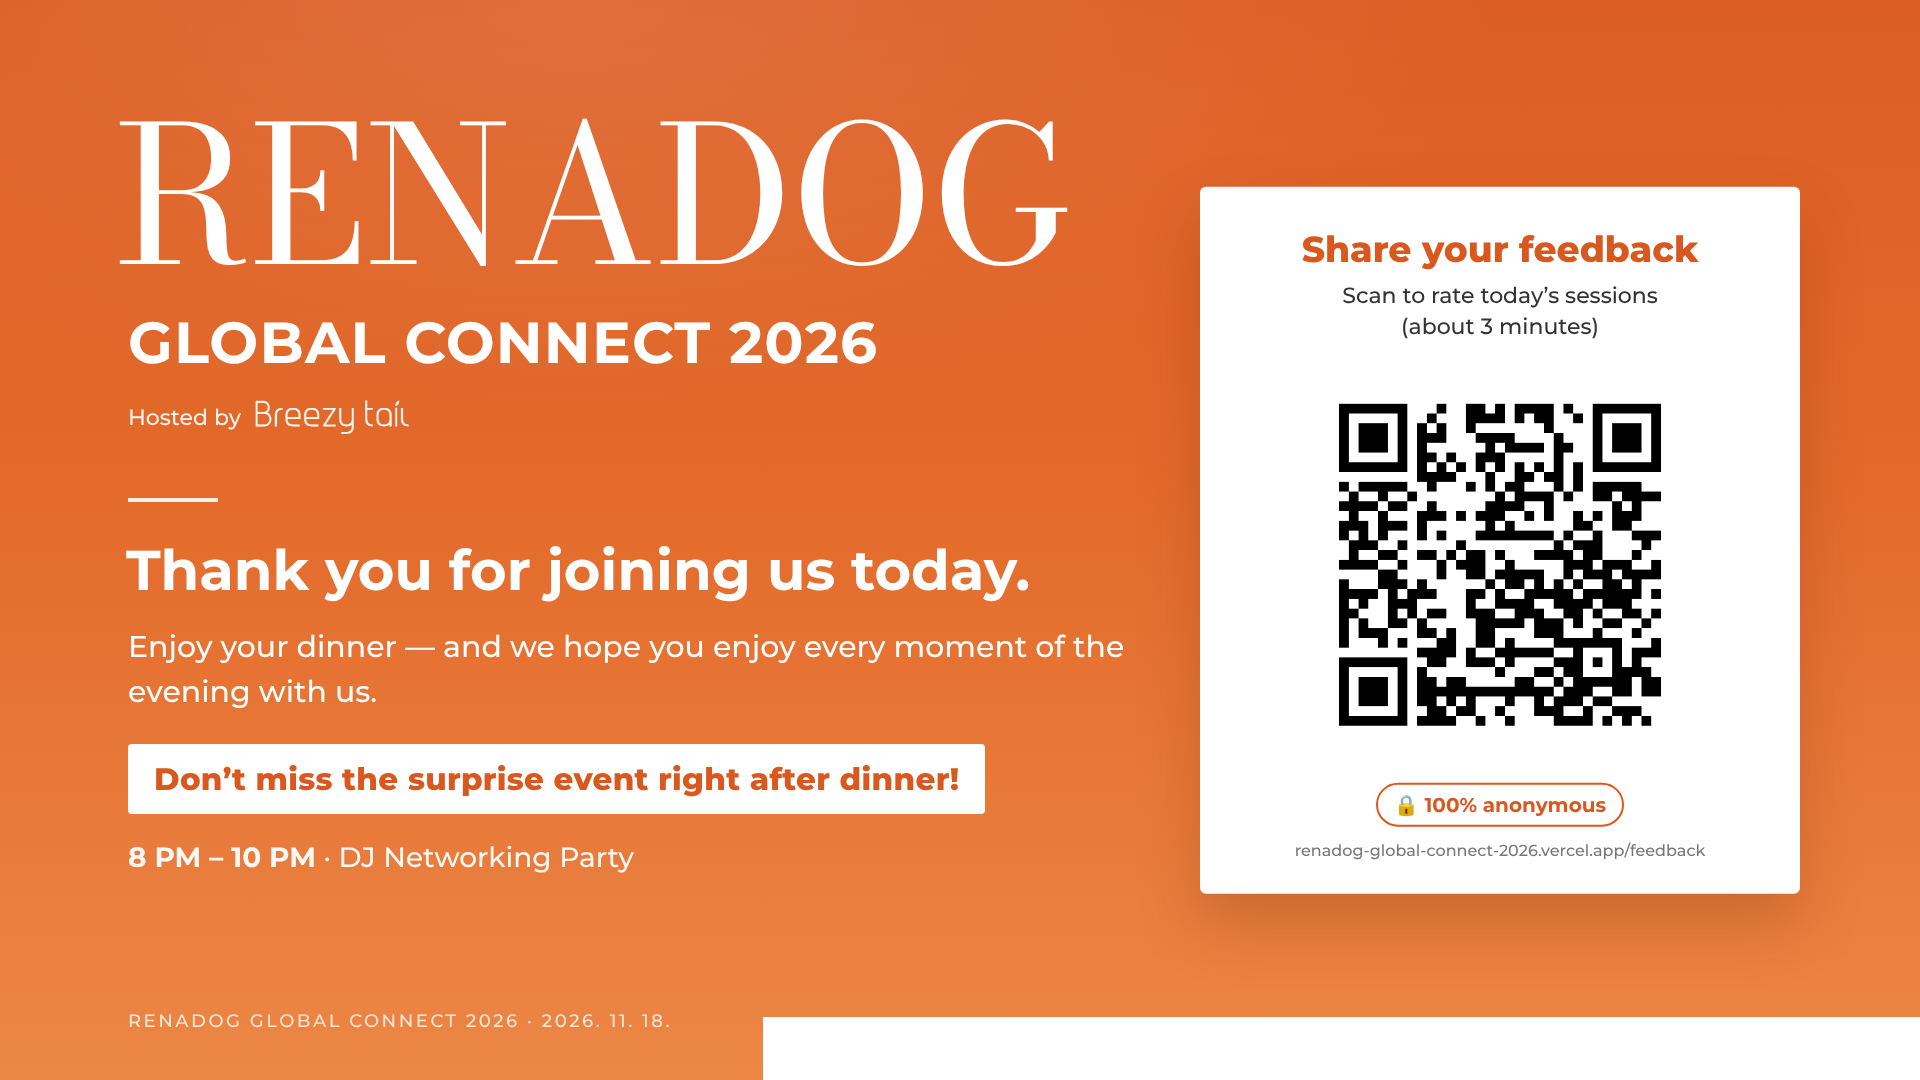 RENADOG
GLOBAL CONNECT 2026
Hosted by Breezy tail
Thank you for joining us today.
Enjoy your dinner — and we hope you enjoy every moment of the
evening with us.
Don’t miss the surprise event right after dinner!
8 PM – 10 PM · DJ Networking Party
RENADOG GLOBAL CONNECT 2026 · 2026. 11. 18.
Share your feedback
Scan to rate today’s sessions
(about 3 minutes)
🔒 100% anonymous
renadog-global-connect-2026.vercel.app/feedback